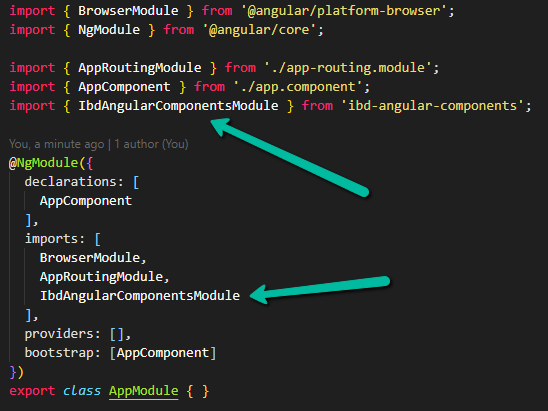 import { BrowserModule } from '@angular/platform-browser';
import { NgModule } from '@angular/core';
import { AppRoutingModule } from './app-routing.module';
import { AppComponent } from './app.component';
import { IbdAngularComponentsModule } from 'ibd-angular-components';
You, a minute ago | 1 author (You)
@NgModule({
  declarations: [
    AppComponent
  ],
  imports: [
    BrowserModule,
    AppRoutingModule,
    IbdAngularComponentsModule
  ],
  providers: [],
  bootstrap: [AppComponent]
})
export class AppModule { }